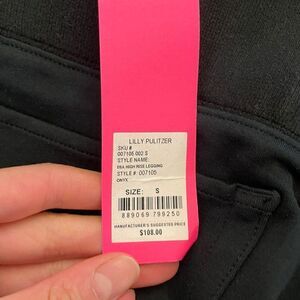 LILLY PULITZER
SKU #
007105 002 S
STYLE NAME:
PRA HIGH RISE LEGGING
STYLE #: 007105
ONYX
SIZE: S
889069 799250
MANUFACTURER'S SUGGESTED PRICE
$108.00